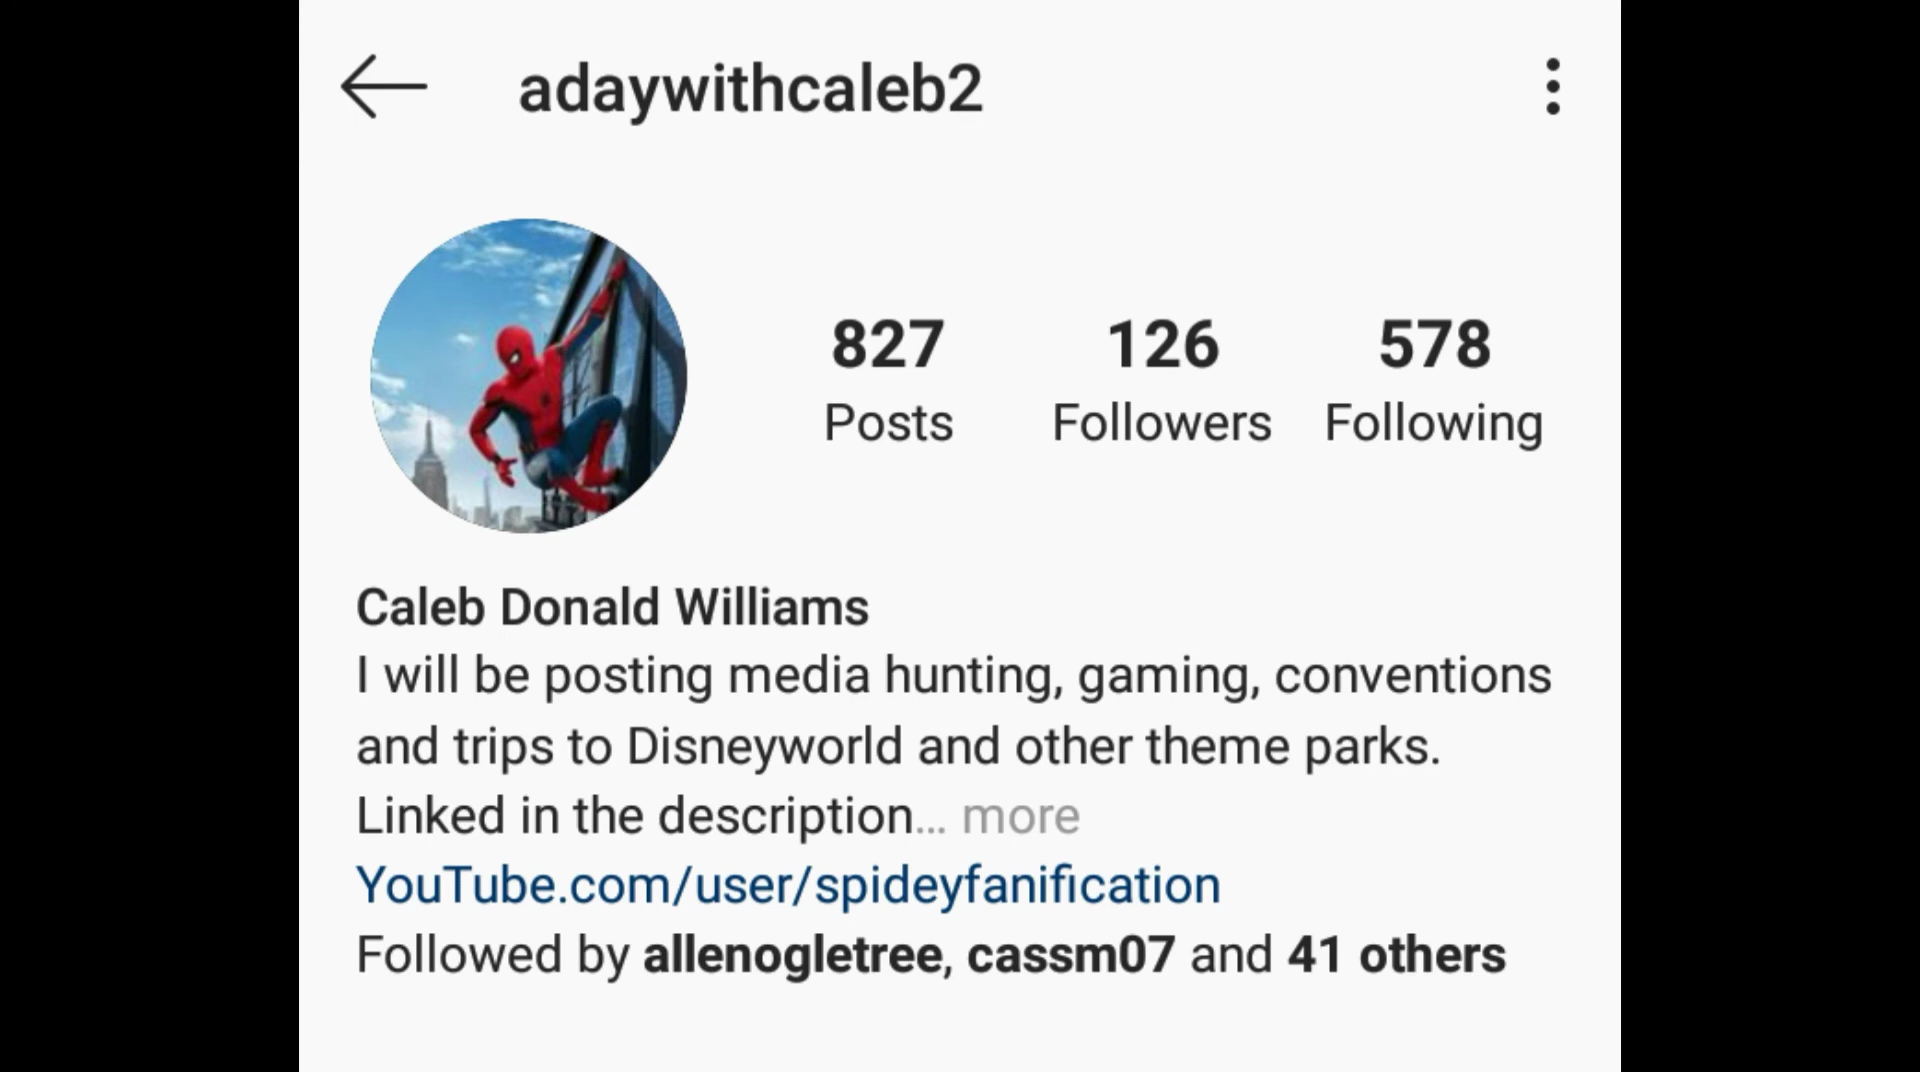 adaywithcaleb2
827 126 578
Posts Followers Following
Caleb Donald Williams
I will be posting media hunting, gaming, conventions
and trips to Disneyworld and other theme parks.
Linked in the description... more
YouTube.com/user/spideyfanification
Followed by allenogletree, cassm07 and 41 others